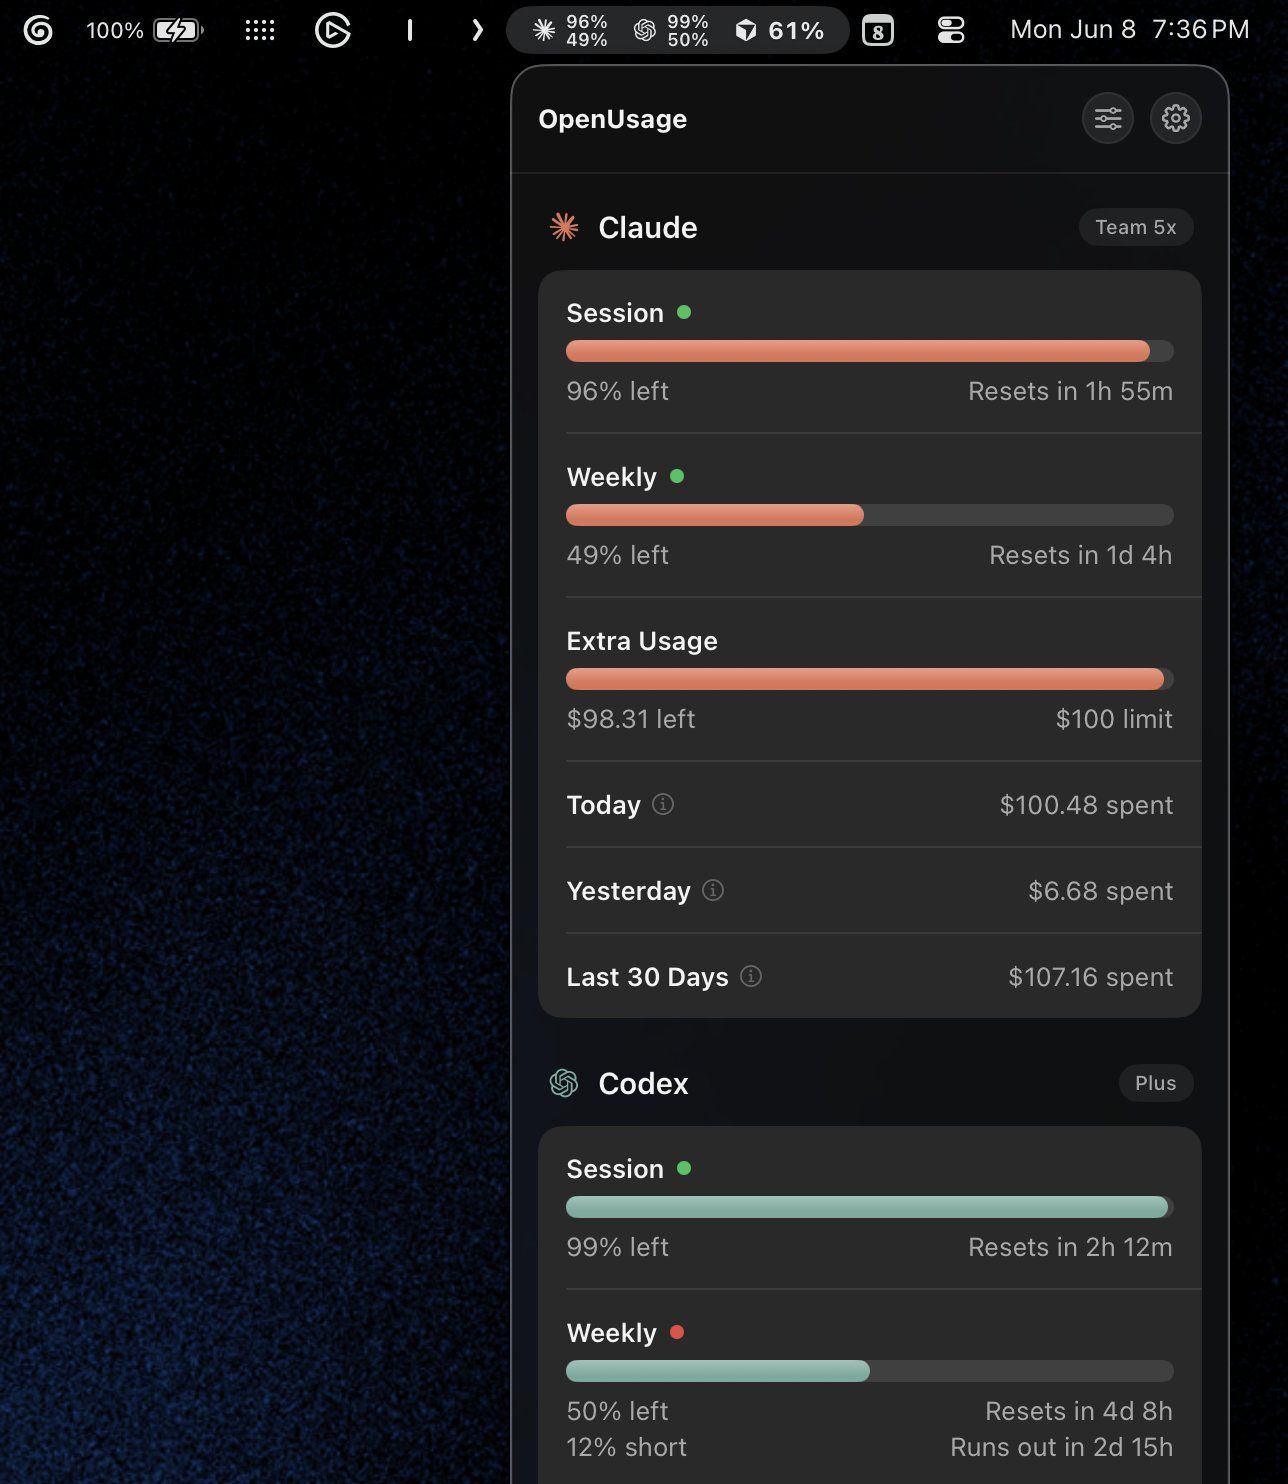 100%
96%
49%
99%
50%
61%
8
Mon Jun 8 7:36 PM
OpenUsage
Claude
Team 5x
Session
96% left
Resets in 1h 55m
Weekly
49% left
Resets in 1d 4h
Extra Usage
$98.31 left
$100 limit
Today
$100.48 spent
Yesterday
$6.68 spent
Last 30 Days
$107.16 spent
Codex
Plus
Session
99% left
Resets in 2h 12m
Weekly
50% left
Resets in 4d 8h
12% short
Runs out in 2d 15h